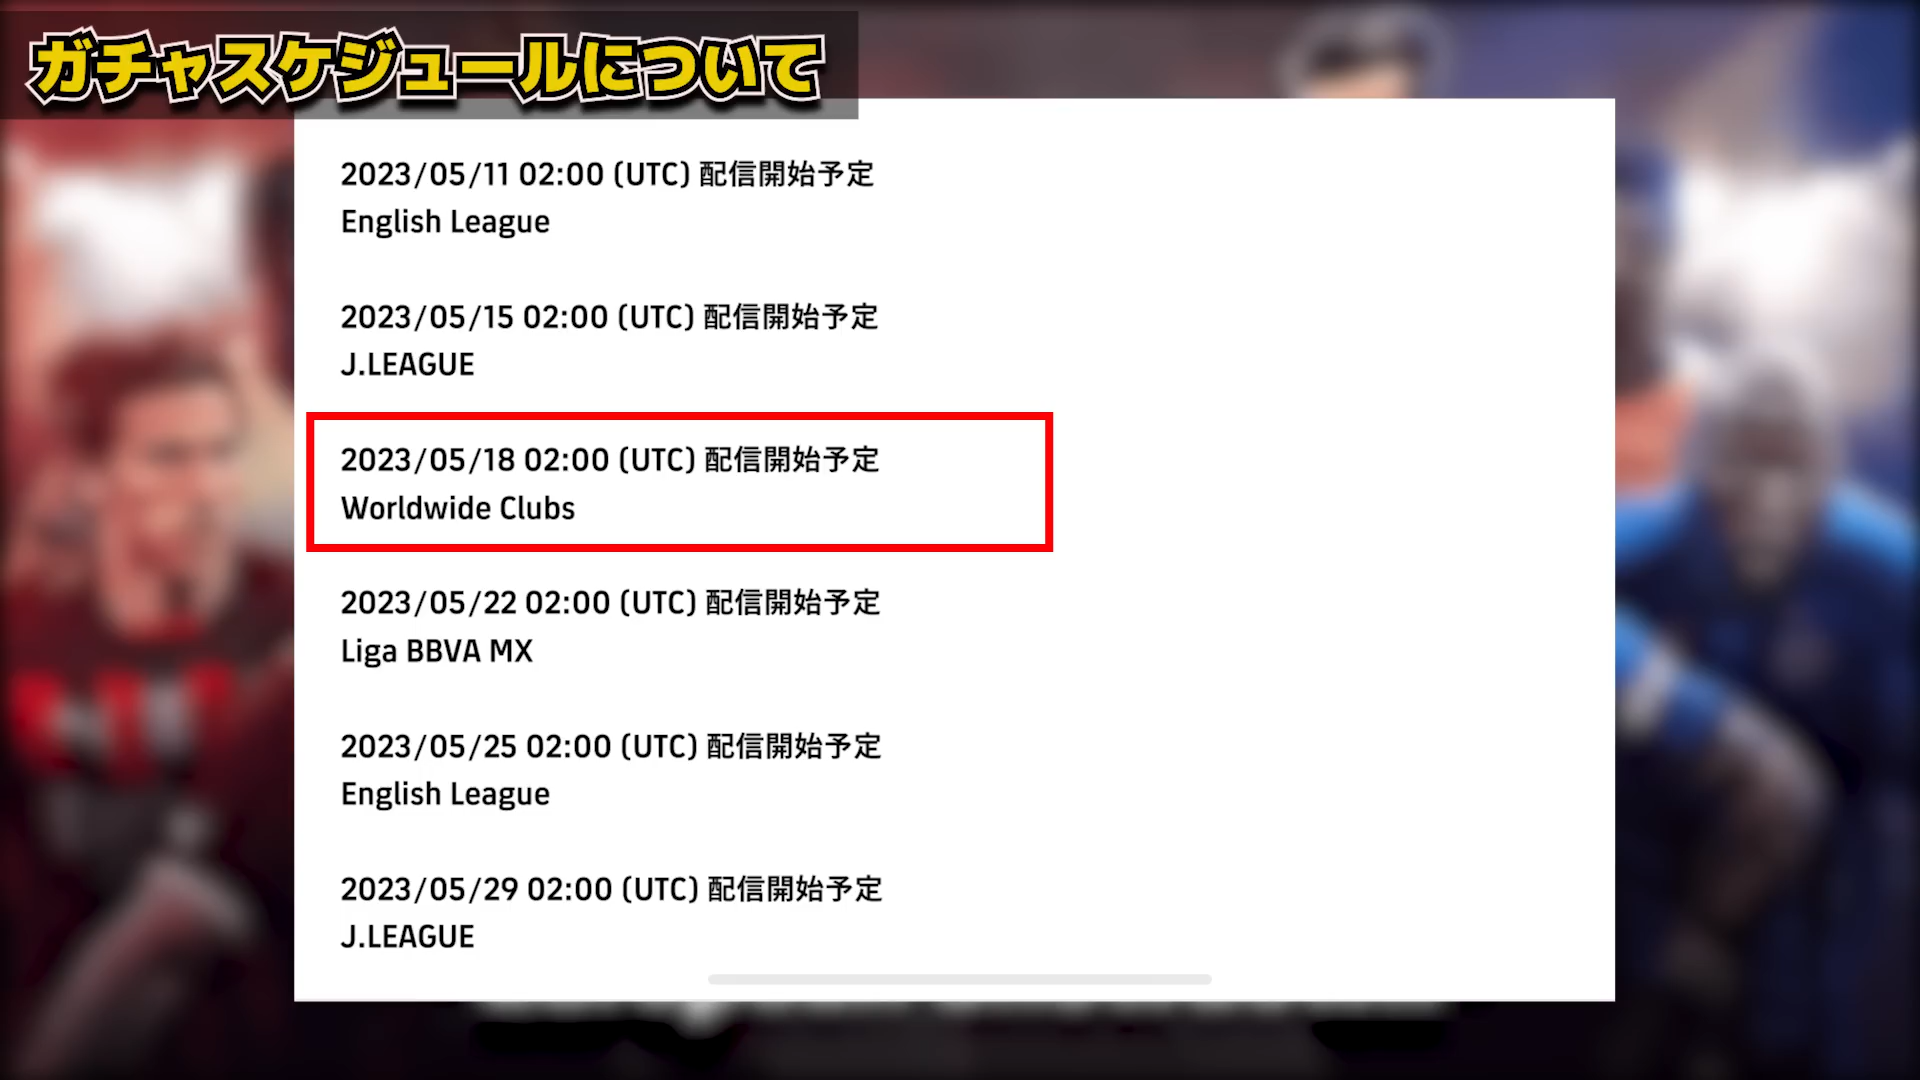 ガチャスケジュールについて
2023/05/11 02:00 (UTC) 配信開始予定
English League
2023/05/15 02:00 (UTC) 配信開始予定
J.LEAGUE
2023/05/18 02:00 (UTC) 配信開始予定
Worldwide Clubs
2023/05/22 02:00 (UTC) 配信開始予定
Liga BBVA MX
2023/05/25 02:00 (UTC) 配信開始予定
English League
2023/05/29 02:00 (UTC) 配信開始予定
J.LEAGUE